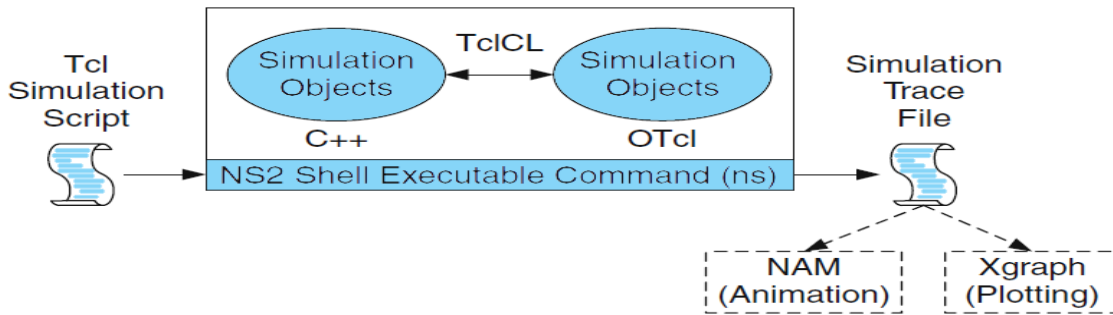 Tcl
Simulation
Script
TclCL
Simulation
Objects
Simulation
Objects
C++
OTcl
NS2 Shell Executable Command (ns)
Simulation
Trace
File
NAM
(Animation)
Xgraph
(Plotting)